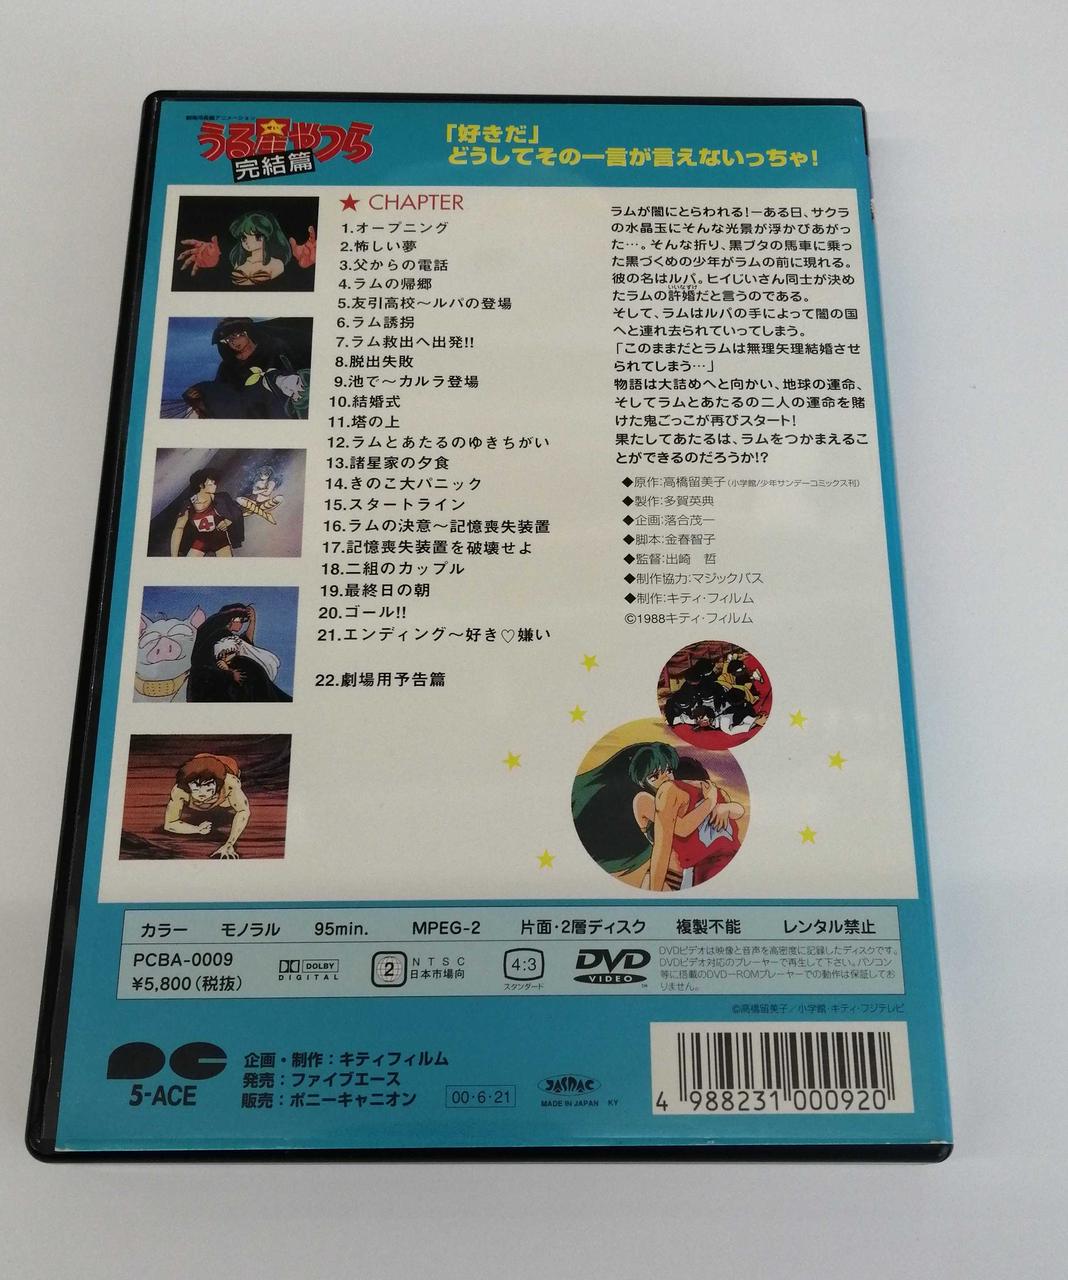 劇場用長篇アニメーション
うる星やつら
完結篇
「好きだ」
どうしてその一言が言えないっちゃ!
★ CHAPTER
1.オープニング
2.怖しい夢
3.父からの電話
4.ラムの帰郷
5.友引高校〜ルパの登場
6.ラム誘拐
7.ラム救出へ出発!!
8.脱出失敗
9.池で〜カルラ登場
10.結婚式
11.塔の上
12.ラムとあたるのゆきちがい
13.諸星家の夕食
14.きのこ大パニック
15.スタートライン
16.ラムの決意〜記憶喪失装置
17.記憶喪失装置を破壊せよ
18.二組のカップル
19.最終日の朝
20.ゴール!!
21.エンディング〜好き♡嫌い
22.劇場用予告篇
ラムが闇にとらわれる!―ある日、サクラ
の水晶玉にそんな光景が浮かびあがっ
た…。そんな折り、黒ブタの馬車に乗っ
た黒づくめの少年がラムの前に現れる。
彼の名はルパ。ヒイじいさん同士が決め
いいなずけ
たラムの許婚だと言うのである。
そして、ラムはルパの手によって闇の国
へと連れ去られていってしまう。
「このままだとラムは無理矢理結婚させ
られてしまう…」
物語は大詰めへと向かい、地球の運命、
そしてラムとあたるの二人の運命を賭
けた鬼ごっこが再びスタート!
果たしてあたるは、ラムをつかまえるこ
とができるのだろうか!?
◆原作:高橋留美子(小学館/少年サンデーコミックス刊)
◆製作:多賀英典
◆企画:落合茂一
◆脚本:金春智子
◆監督:出崎 哲
◆制作協力:マジックバス
◆制作:キティ・フィルム
©1988キティ・フィルム
4
カラー モノラル 95min. MPEG-2 片面・2層ディスク 複製不能 レンタル禁止
PCBA-0009
¥5,800(税抜)
DOLBY
DIGITAL
2
NTSC
日本市場向
4:3
スタンダード
DVD
VIDEO
TM
DVDビデオは映像と音声を高密度に記録したディスクです。
DVDビデオ対応のプレーヤーで再生して下さい。パソコン
等に搭載のDVD-ROMプレーヤーでの動作は保証してお
りません。
©高橋留美子/小学館・キティ・フジテレビ
PC
5-ACE
企画・制作:キティフィルム
発売:ファイブエース
販売:ポニーキャニオン
00・6・21
JASRAC
MADE IN JAPAN KY
4 988231 000920